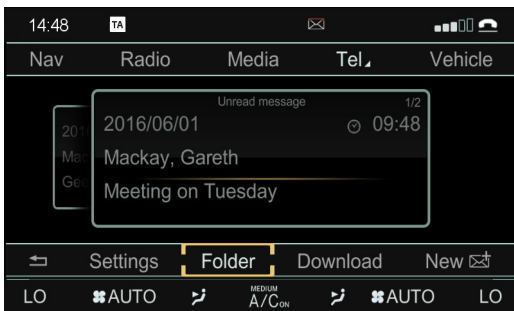 14:48 TA
Nav Radio Media Tel Vehicle
Unread message 1/2
2016/06/01 09:48
Mackay, Gareth
Meeting on Tuesday
Settings Folder Download New
LO AUTO MEDIUM A/C ON AUTO LO